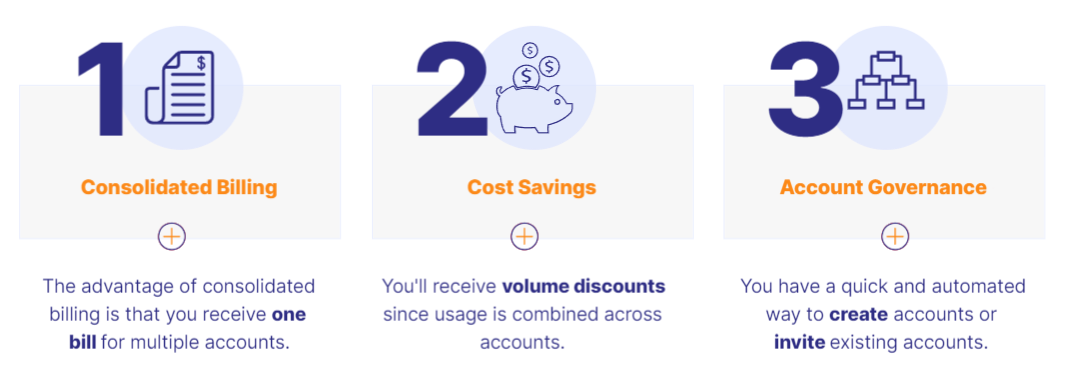 1
$
Consolidated Billing
The advantage of consolidated
billing is that you receive one
bill for multiple accounts.
2
$
$
$
Cost Savings
You'll receive volume discounts
since usage is combined across
accounts.
3
Account Governance
You have a quick and automated
way to create accounts or
invite existing accounts.